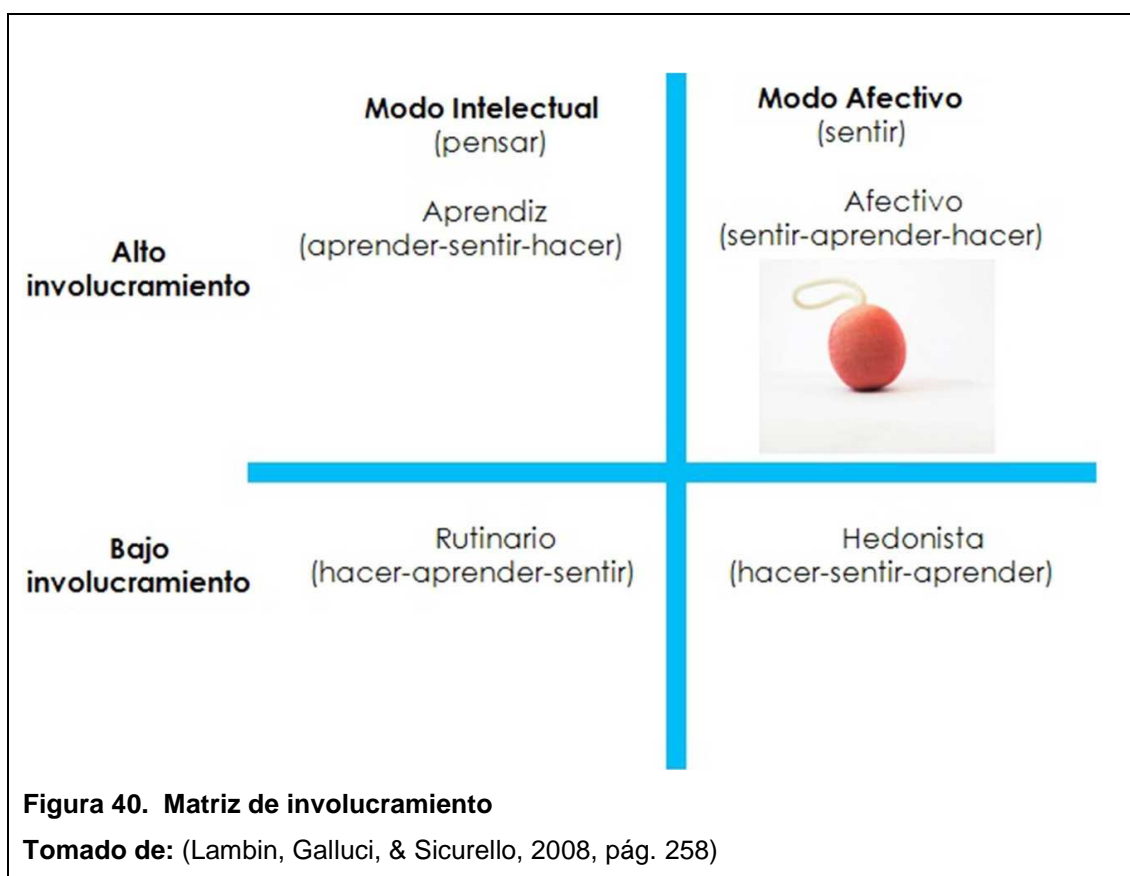 Modo Intelectual
(pensar)
Modo Afectivo
(sentir)
Alto
involucramiento
Aprendiz
(aprender-sentir-hacer)
Afectivo
(sentir-aprender-hacer)
Bajo
involucramiento
Rutinario
(hacer-aprender-sentir)
Hedonista
(hacer-sentir-aprender)
Figura 40. Matriz de involucramiento
Tomado de: (Lambin, Galluci, & Sicurello, 2008, pág. 258)